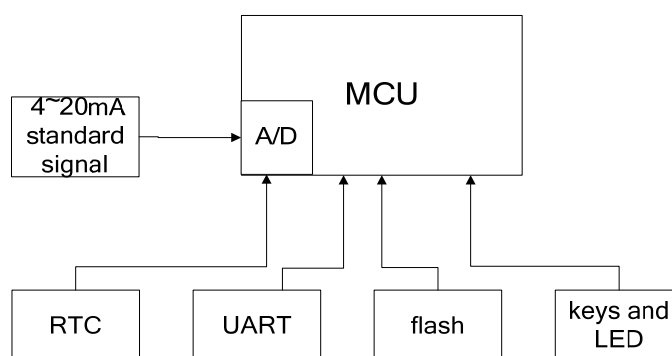 MCU
4~20mA
standard
signal
A/D
RTC
UART
flash
keys and
LED